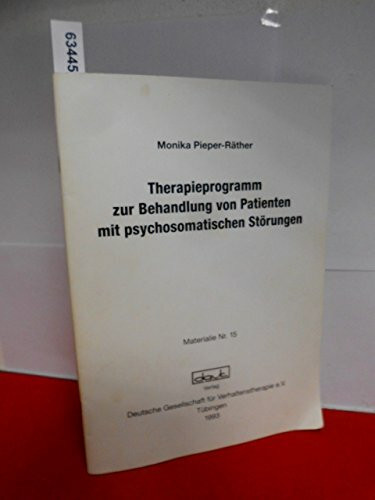 63445
Monika Pieper-Räther
Therapieprogramm
zur Behandlung von Patienten
mit psychosomatischen Störungen
Materialie Nr. 15
dgvt
Verlag
Deutsche Gesellschaft für Verhaltenstherapie e.V.
Tübingen
1993